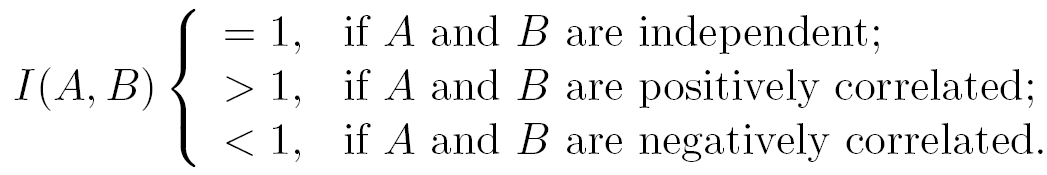 = 1, if A and B are independent;
I(A, B) { > 1, if A and B are positively correlated;
< 1, if A and B are negatively correlated.